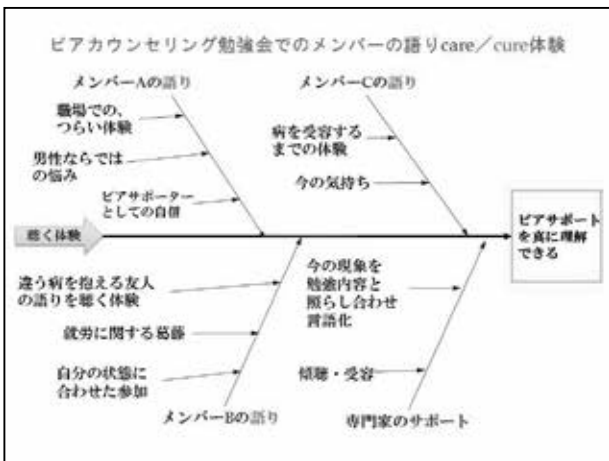 ピアカウンセリング勉強会でのメンバーの語りcare／cure体験
メンバーAの語り
職場での、
つらい体験
男性ならでは
の悩み
ピアサポーター
としての自信
メンバーCの語り
病を受容する
までの体験
今の気持ち
聴く体験
ピアサポート
を真に理解
できる
違う病を抱える友人
の語りを聴く体験
就労に関する葛藤
自分の状態に
合わせた参加
メンバーBの語り
今の現象を
勉強内容と
照らし合わせ
言語化
傾聴・受容
専門家のサポート